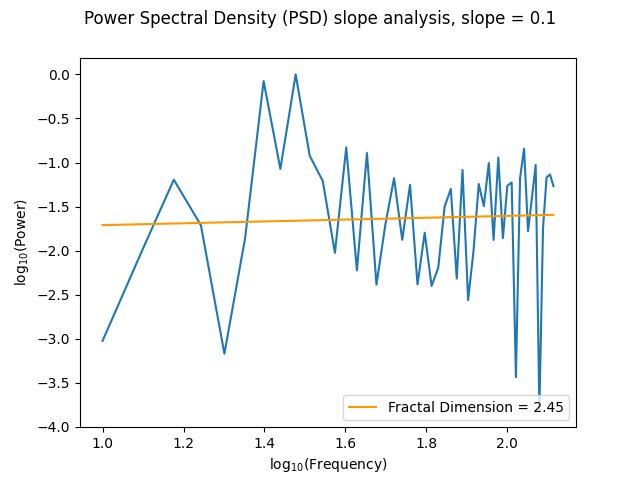 Power Spectral Density (PSD) slope analysis, slope = 0.1
0.0
−0.5
−1.0
−1.5
−2.0
−2.5
−3.0
−3.5
−4.0
log₁₀(Power)
Fractal Dimension = 2.45
1.0 1.2 1.4 1.6 1.8 2.0
log₁₀(Frequency)